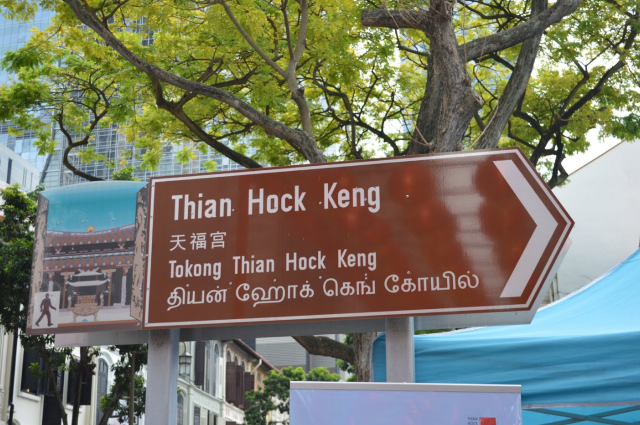 Thian Hock Keng
天福宫
Tokong Thian Hock Keng
தியன் ஹோக் கெங் கோயில்